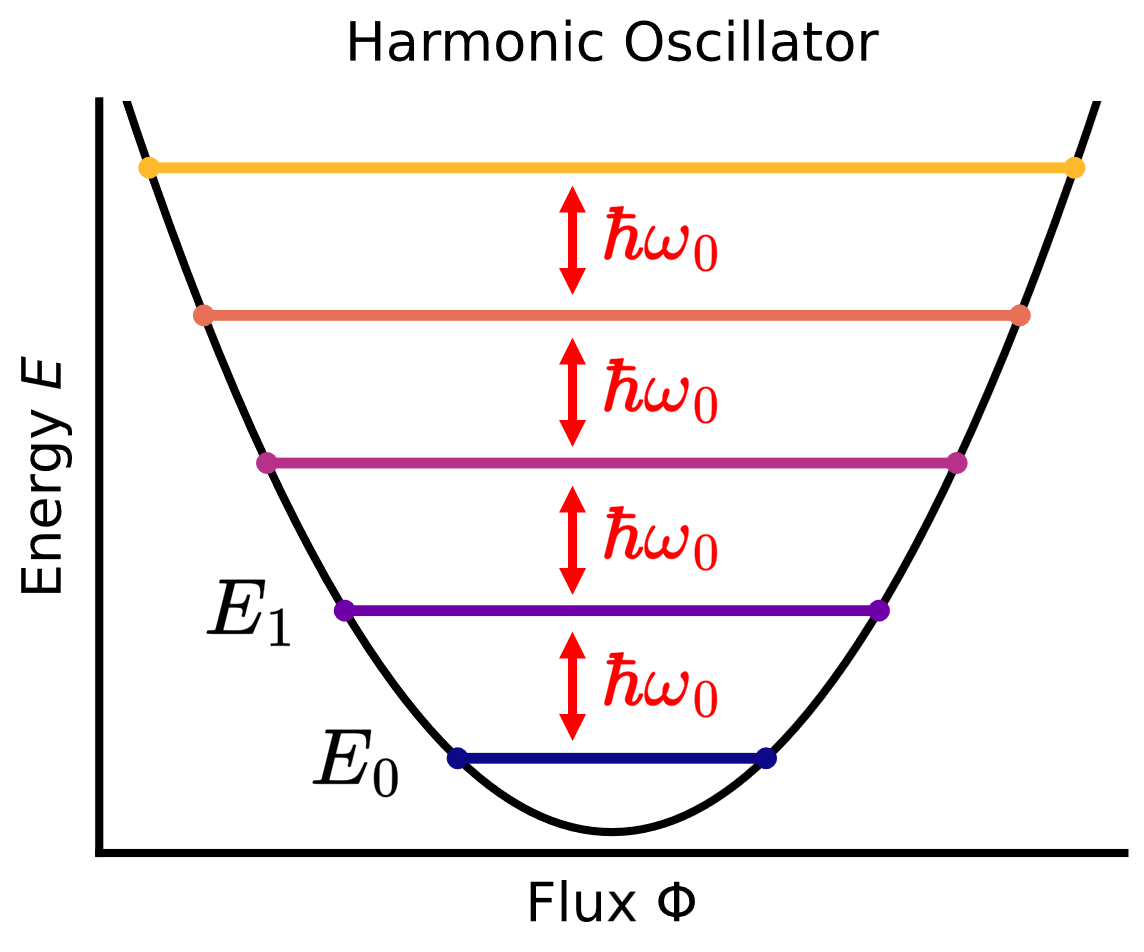 Harmonic Oscillator
Energy E
ħω₀
ħω₀
ħω₀
E₁
ħω₀
E₀
Flux Φ